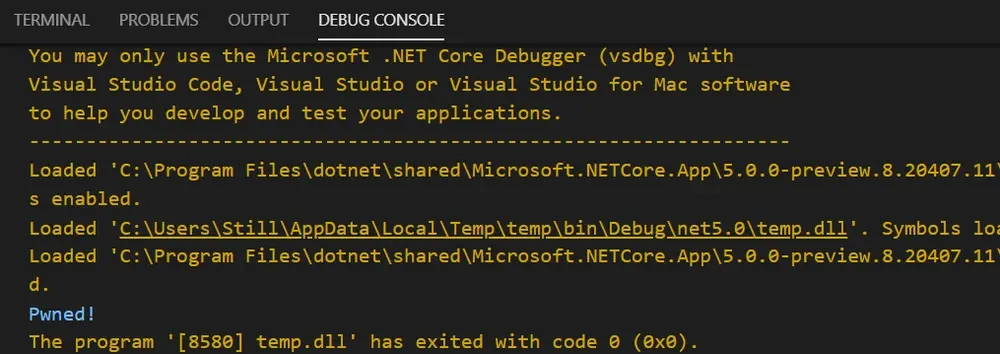 TERMINAL PROBLEMS OUTPUT DEBUG CONSOLE
You may only use the Microsoft .NET Core Debugger (vsdbg) with
Visual Studio Code, Visual Studio or Visual Studio for Mac software
to help you develop and test your applications.
-------------------------------------------------------------------
Loaded 'C:\Program Files\dotnet\shared\Microsoft.NETCore.App\5.0.0-preview.8.20407.11\
s enabled.
Loaded 'C:\Users\Still\AppData\Local\Temp\temp\bin\Debug\net5.0\temp.dll'. Symbols loa
Loaded 'C:\Program Files\dotnet\shared\Microsoft.NETCore.App\5.0.0-preview.8.20407.11\
d.
Pwned!
The program '[8580] temp.dll' has exited with code 0 (0x0).